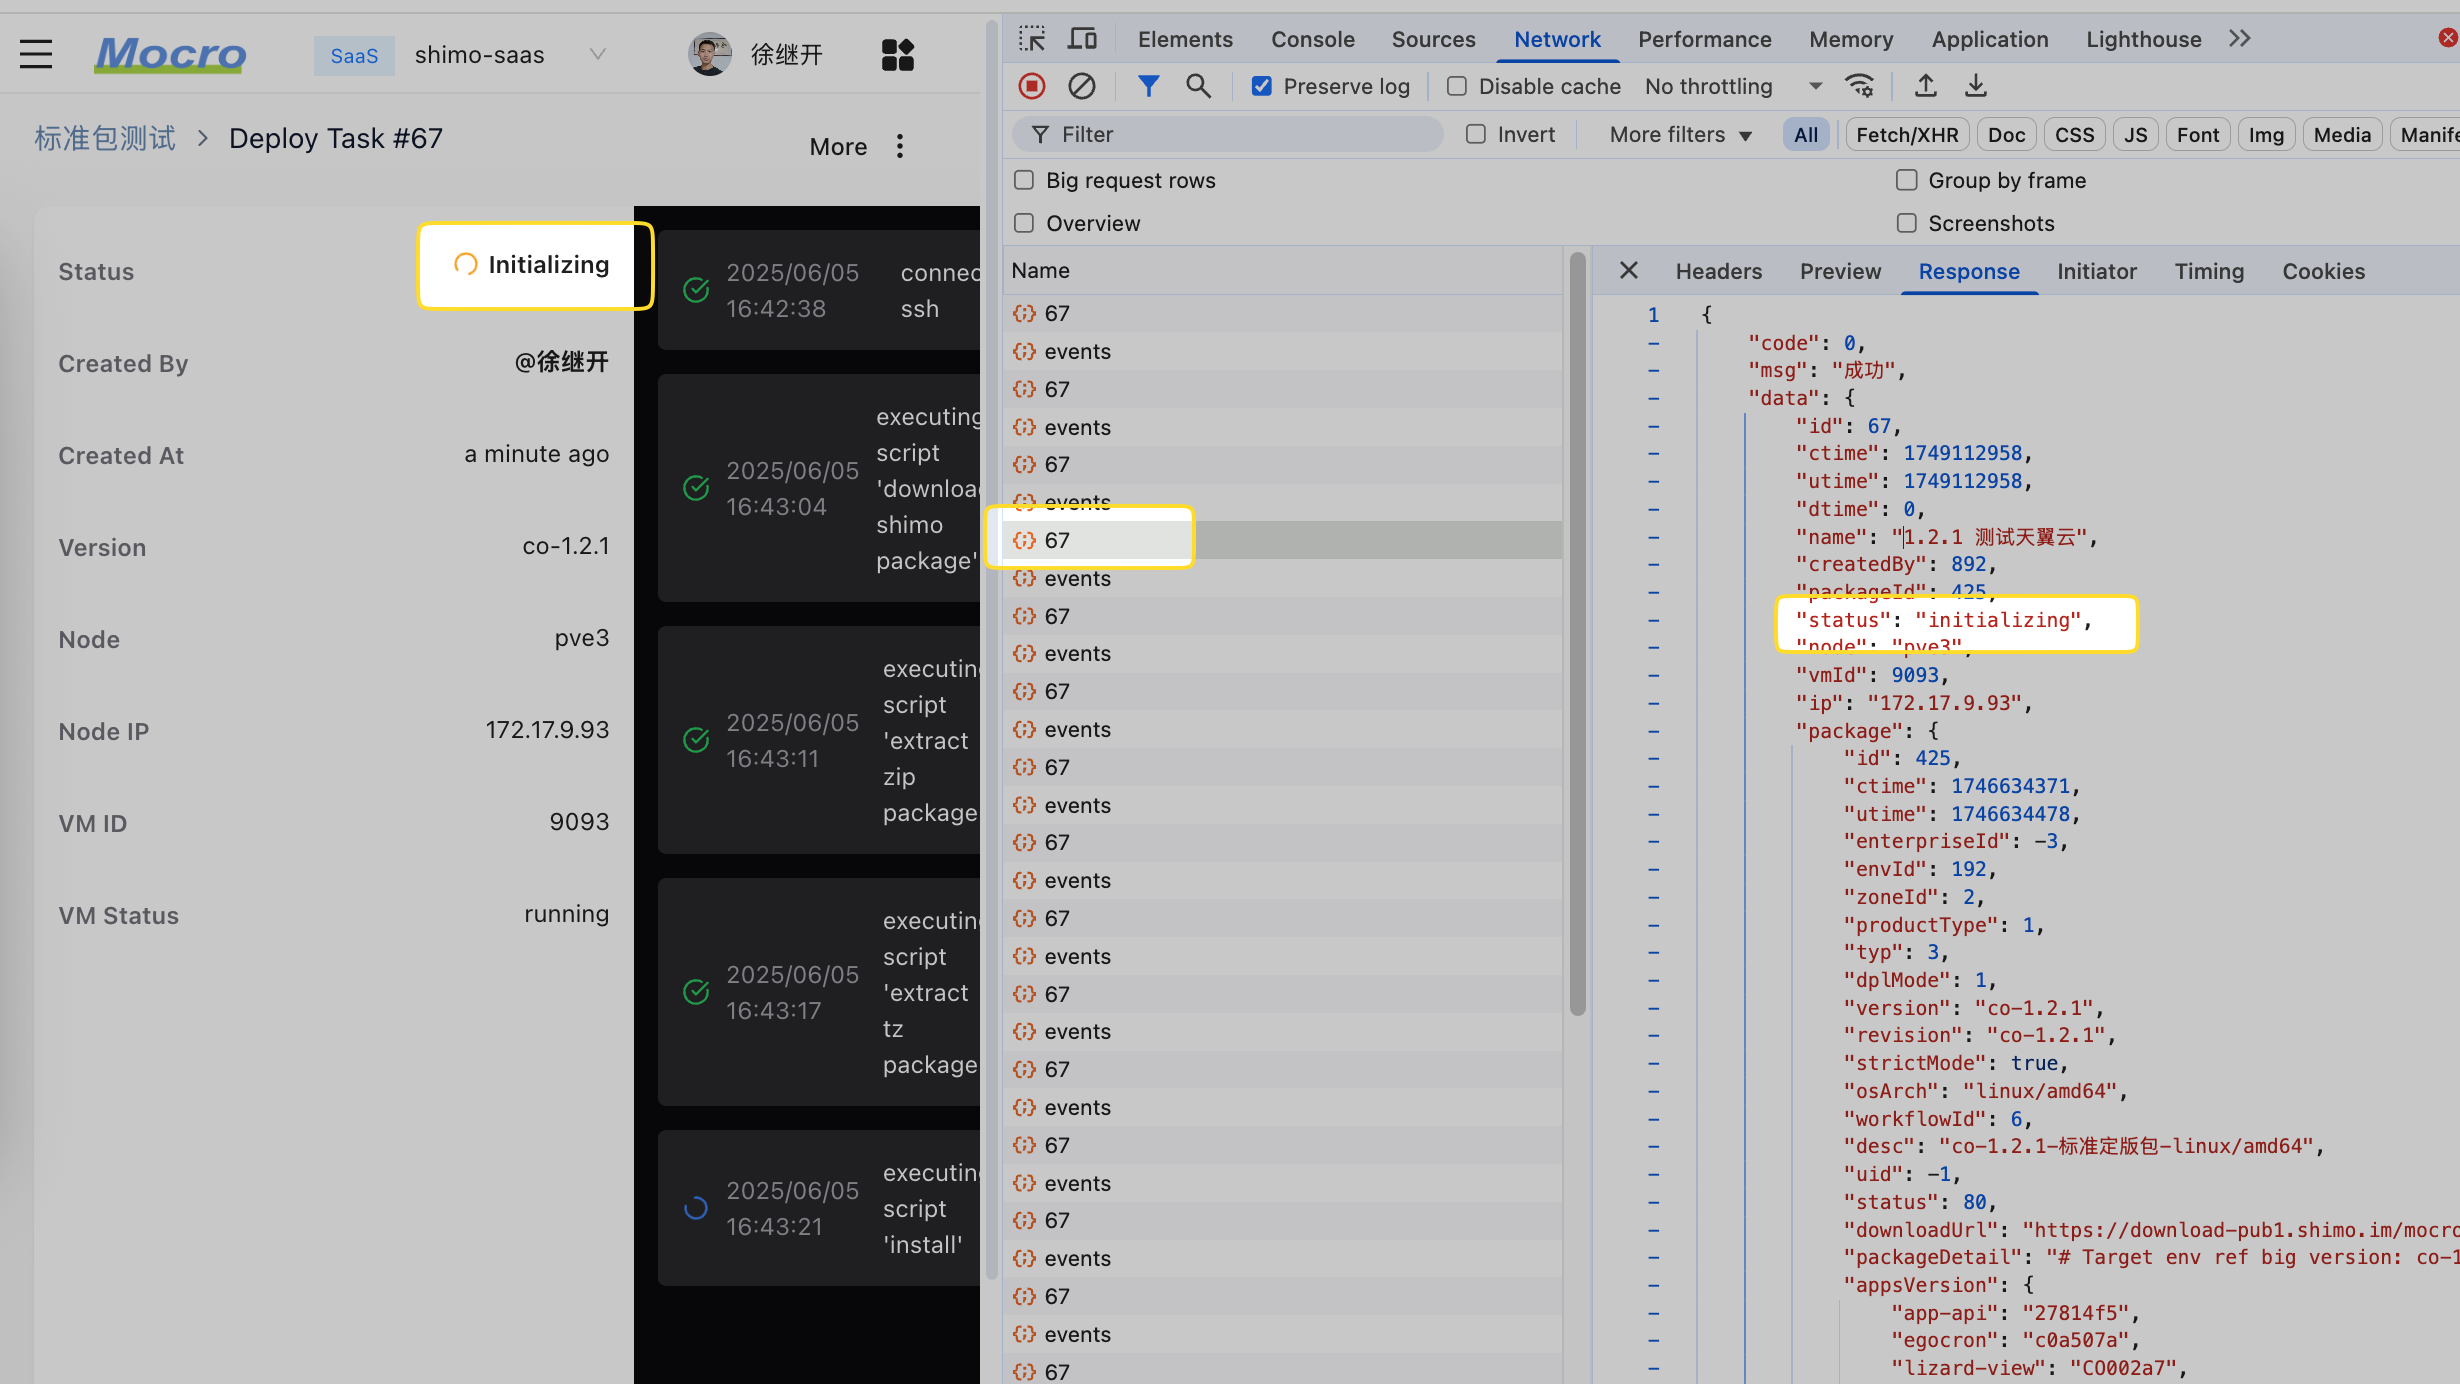 Mocro
SaaS
shimo-saas
徐继开
标准包测试 > Deploy Task #67
More
Status
Initializing
Created By
@徐继开
Created At
a minute ago
Version
co-1.2.1
Node
pve3
Node IP
172.17.9.93
VM ID
9093
VM Status
running
2025/06/05
16:42:38
connec
ssh
2025/06/05
16:43:04
executing
script
'downloa
shimo
package'
2025/06/05
16:43:11
executin
script
'extract
zip
package
2025/06/05
16:43:17
executin
script
'extract
tz
package
2025/06/05
16:43:21
executin
script
'install'
Elements
Console
Sources
Network
Performance
Memory
Application
Lighthouse
Preserve log
Disable cache
No throttling
Filter
Invert
More filters
All
Fetch/XHR
Doc
CSS
JS
Font
Img
Media
Manife
Big request rows
Group by frame
Overview
Screenshots
Name
67
events
67
events
67
events
67
events
67
events
67
events
67
events
67
events
67
events
67
events
67
events
67
events
67
events
67
events
67
Headers
Preview
Response
Initiator
Timing
Cookies
1 {
"code": 0,
"msg": "成功",
"data": {
"id": 67,
"ctime": 1749112958,
"utime": 1749112958,
"dtime": 0,
"name": "1.2.1 测试天翼云",
"createdBy": 892,
"packageId": 425,
"status": "initializing",
"node": "pve3",
"vmId": 9093,
"ip": "172.17.9.93",
"package": {
"id": 425,
"ctime": 1746634371,
"utime": 1746634478,
"enterpriseId": -3,
"envId": 192,
"zoneId": 2,
"productType": 1,
"typ": 3,
"dplMode": 1,
"version": "co-1.2.1",
"revision": "co-1.2.1",
"strictMode": true,
"osArch": "linux/amd64",
"workflowId": 6,
"desc": "co-1.2.1-标准定版包-linux/amd64",
"uid": -1,
"status": 80,
"downloadUrl": "https://download-pub1.shimo.im/mocro
"packageDetail": "# Target env ref big version: co-1
"appsVersion": {
"app-api": "27814f5",
"egocron": "c0a507a",
"lizard-view": "CO002a7",